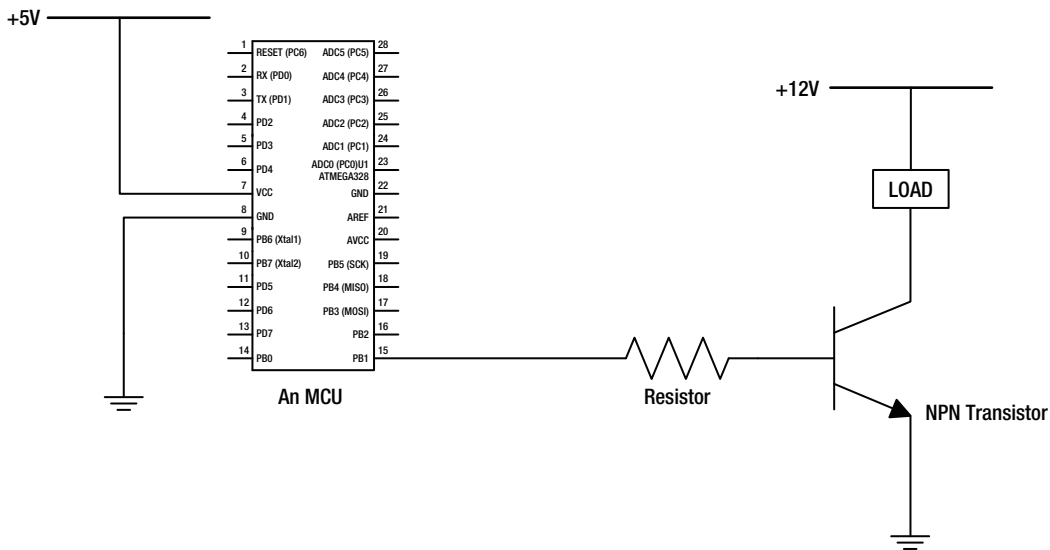 +5V
1 RESET (PC6) ADC5 (PC5) 28
2 RX (PD0) ADC4 (PC4) 27
3 TX (PD1) ADC3 (PC3) 26
4 PD2 ADC2 (PC2) 25
5 PD3 ADC1 (PC1) 24
6 PD4 ADC0 (PC0)U1 23
ATMEGA328
7 VCC GND 22
8 GND AREF 21
9 PB6 (Xtal1) AVCC 20
10 PB7 (Xtal2) PB5 (SCK) 19
11 PD5 PB4 (MISO) 18
12 PD6 PB3 (MOSI) 17
13 PD7 PB2 16
14 PB0 PB1 15
An MCU
Resistor
+12V
LOAD
NPN Transistor